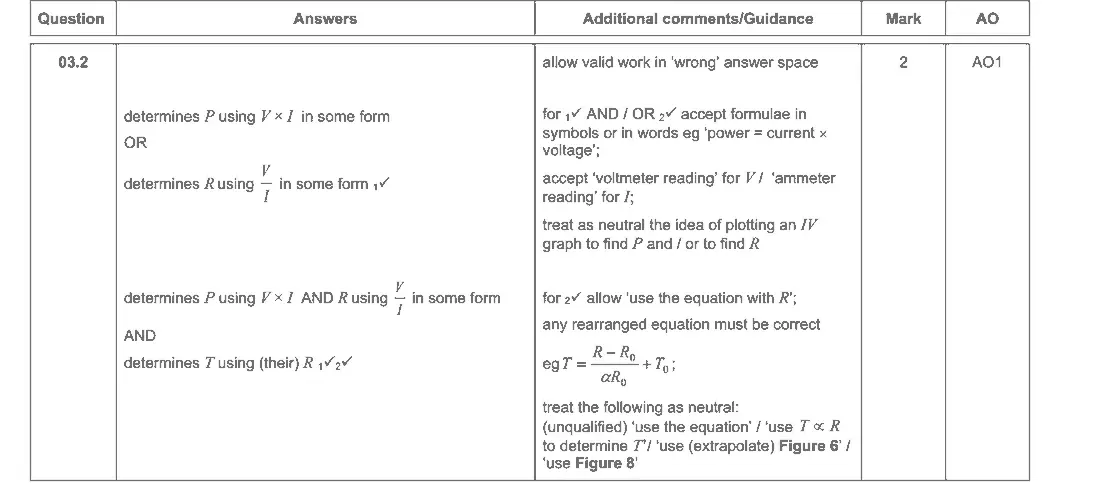 Question Answers Additional comments/Guidance Mark AO
03.2 allow valid work in 'wrong' answer space 2 AO1
determines P using V × I in some form
OR
determines R using V/I in some form ₁✓
for ₁✓ AND / OR ₂✓ accept formulae in
symbols or in words eg 'power = current ×
voltage';
accept 'voltmeter reading' for V / 'ammeter
reading' for I;
treat as neutral the idea of plotting an IV
graph to find P and / or to find R
determines P using V × I AND R using V/I in some form
AND
determines T using (their) R ₁✓₂✓
for ₂✓ allow 'use the equation with R';
any rearranged equation must be correct
eg T = (R – R₀)/(αR₀) + T₀ ;
treat the following as neutral:
(unqualified) 'use the equation' / 'use T ∝ R
to determine T'/ 'use (extrapolate) Figure 6' /
'use Figure 8'